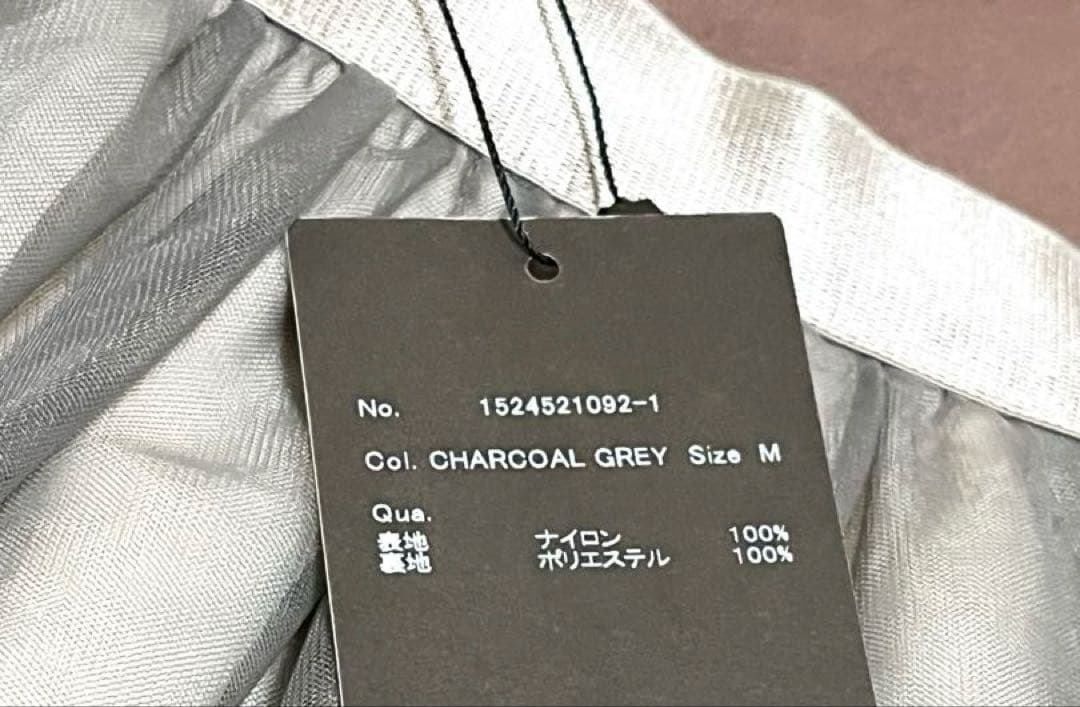 No. 1524521092-1
Col. CHARCOAL GREY Size M
Qua.
表地 ナイロン 100%
裏地 ポリエステル 100%